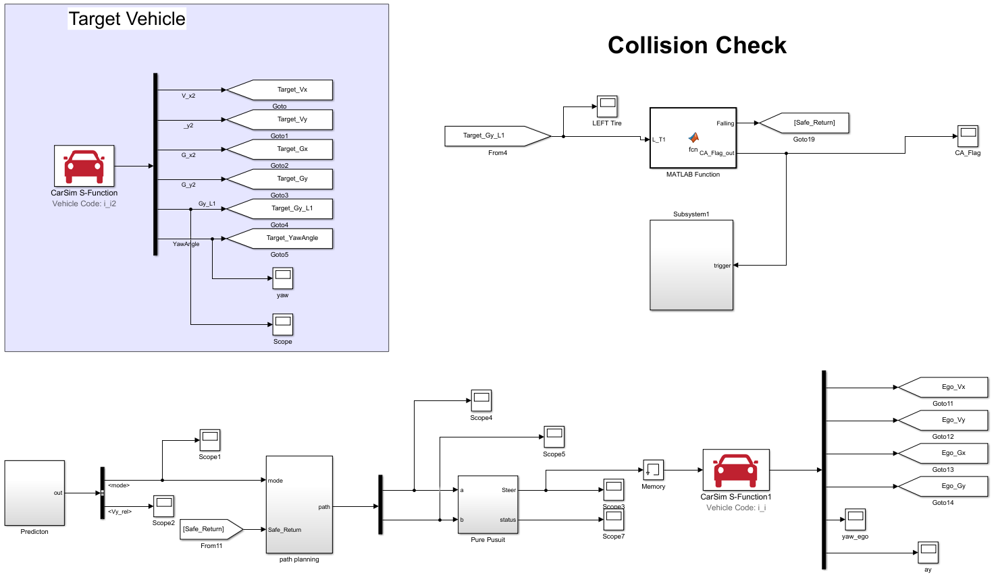 Target Vehicle
V_x2
Target_Vx
Goto
_y2
Target_Vy
Goto1
G_x2
Target_Gx
Goto2
G_y2
Target_Gy
Goto3
Gy_L1
Target_Gy_L1
Goto4
YawAngle
Target_YawAngle
Goto5
CarSim S-Function
Vehicle Code: i_i2
yaw
Scope
Collision Check
Target_Gy_L1
From4
LEFT Tire
L_T1
fcn
Falling
CA_Flag_out
MATLAB Function
[Safe_Return]
Goto19
CA_Flag
Subsystem1
trigger
out
Predicton
<mode>
<Vy_rel>
Scope1
Scope2
[Safe_Return]
From11
mode
Safe_Return
path
path planning
Scope4
Scope5
a
b
Steer
status
Pure Pusuit
Scope3
Scope7
Memory
CarSim S-Function1
Vehicle Code: i_i
Ego_Vx
Goto11
Ego_Vy
Goto12
Ego_Gx
Goto13
Ego_Gy
Goto14
yaw_ego
ay